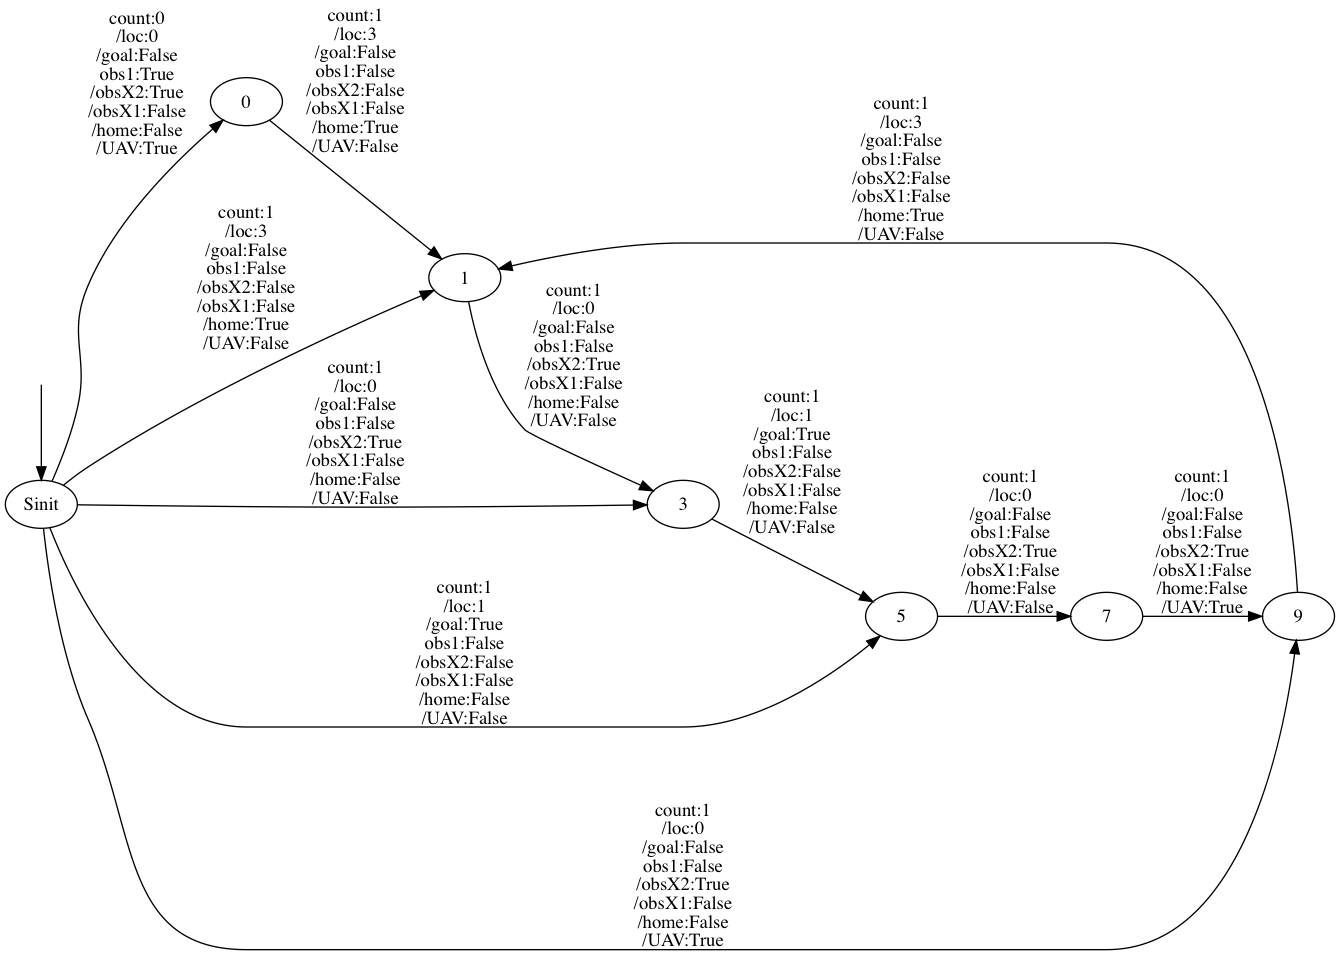 count:0
/loc:0
/goal:False
obs1:True
/obsX2:True
/obsX1:False
/home:False
/UAV:True
count:1
/loc:3
/goal:False
obs1:False
/obsX2:False
/obsX1:False
/home:True
/UAV:False
0
count:1
/loc:3
/goal:False
obs1:False
/obsX2:False
/obsX1:False
/home:True
/UAV:False
count:1
/loc:3
/goal:False
obs1:False
/obsX2:False
/obsX1:False
/home:True
/UAV:False
1
count:1
/loc:0
/goal:False
obs1:False
/obsX2:True
/obsX1:False
/home:False
/UAV:False
count:1
/loc:0
/goal:False
obs1:False
/obsX2:True
/obsX1:False
/home:False
/UAV:False
Sinit
3
count:1
/loc:1
/goal:True
obs1:False
/obsX2:False
/obsX1:False
/home:False
/UAV:False
count:1
/loc:0
/goal:False
obs1:False
/obsX2:True
/obsX1:False
/home:False
/UAV:False
count:1
/loc:0
/goal:False
obs1:False
/obsX2:True
/obsX1:False
/home:False
/UAV:True
5
7
9
count:1
/loc:1
/goal:True
obs1:False
/obsX2:False
/obsX1:False
/home:False
/UAV:False
count:1
/loc:0
/goal:False
obs1:False
/obsX2:True
/obsX1:False
/home:False
/UAV:True